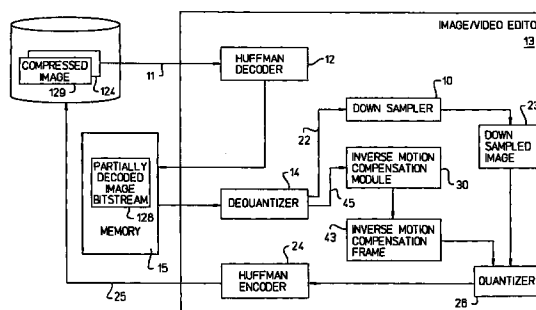 IMAGE/VIDEO EDITOR
13
COMPRESSED
IMAGE
129
124
11
HUFFMAN
DECODER
12
10
DOWN SAMPLER
22
23
DOWN
SAMPLED
IMAGE
PARTIALLY
DECODED
IMAGE
BITSTREAM
128
MEMORY
15
14
DEQUANTIZER
45
INVERSE MOTION
COMPENSATION
MODULE
30
43
INVERSE MOTION
COMPENSATION
FRAME
24
HUFFMAN
ENCODER
25
QUANTIZER
26